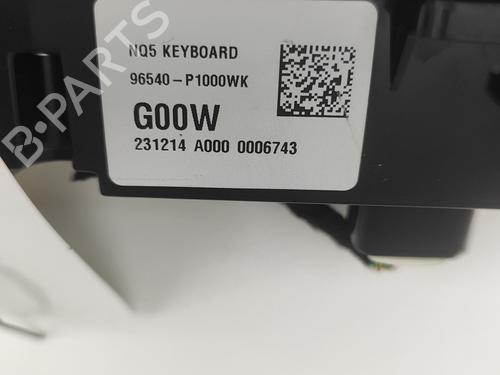 NQ5 KEYBOARD
96540-P1000WK
G00W
231214 A000 0006743
B-PARTS